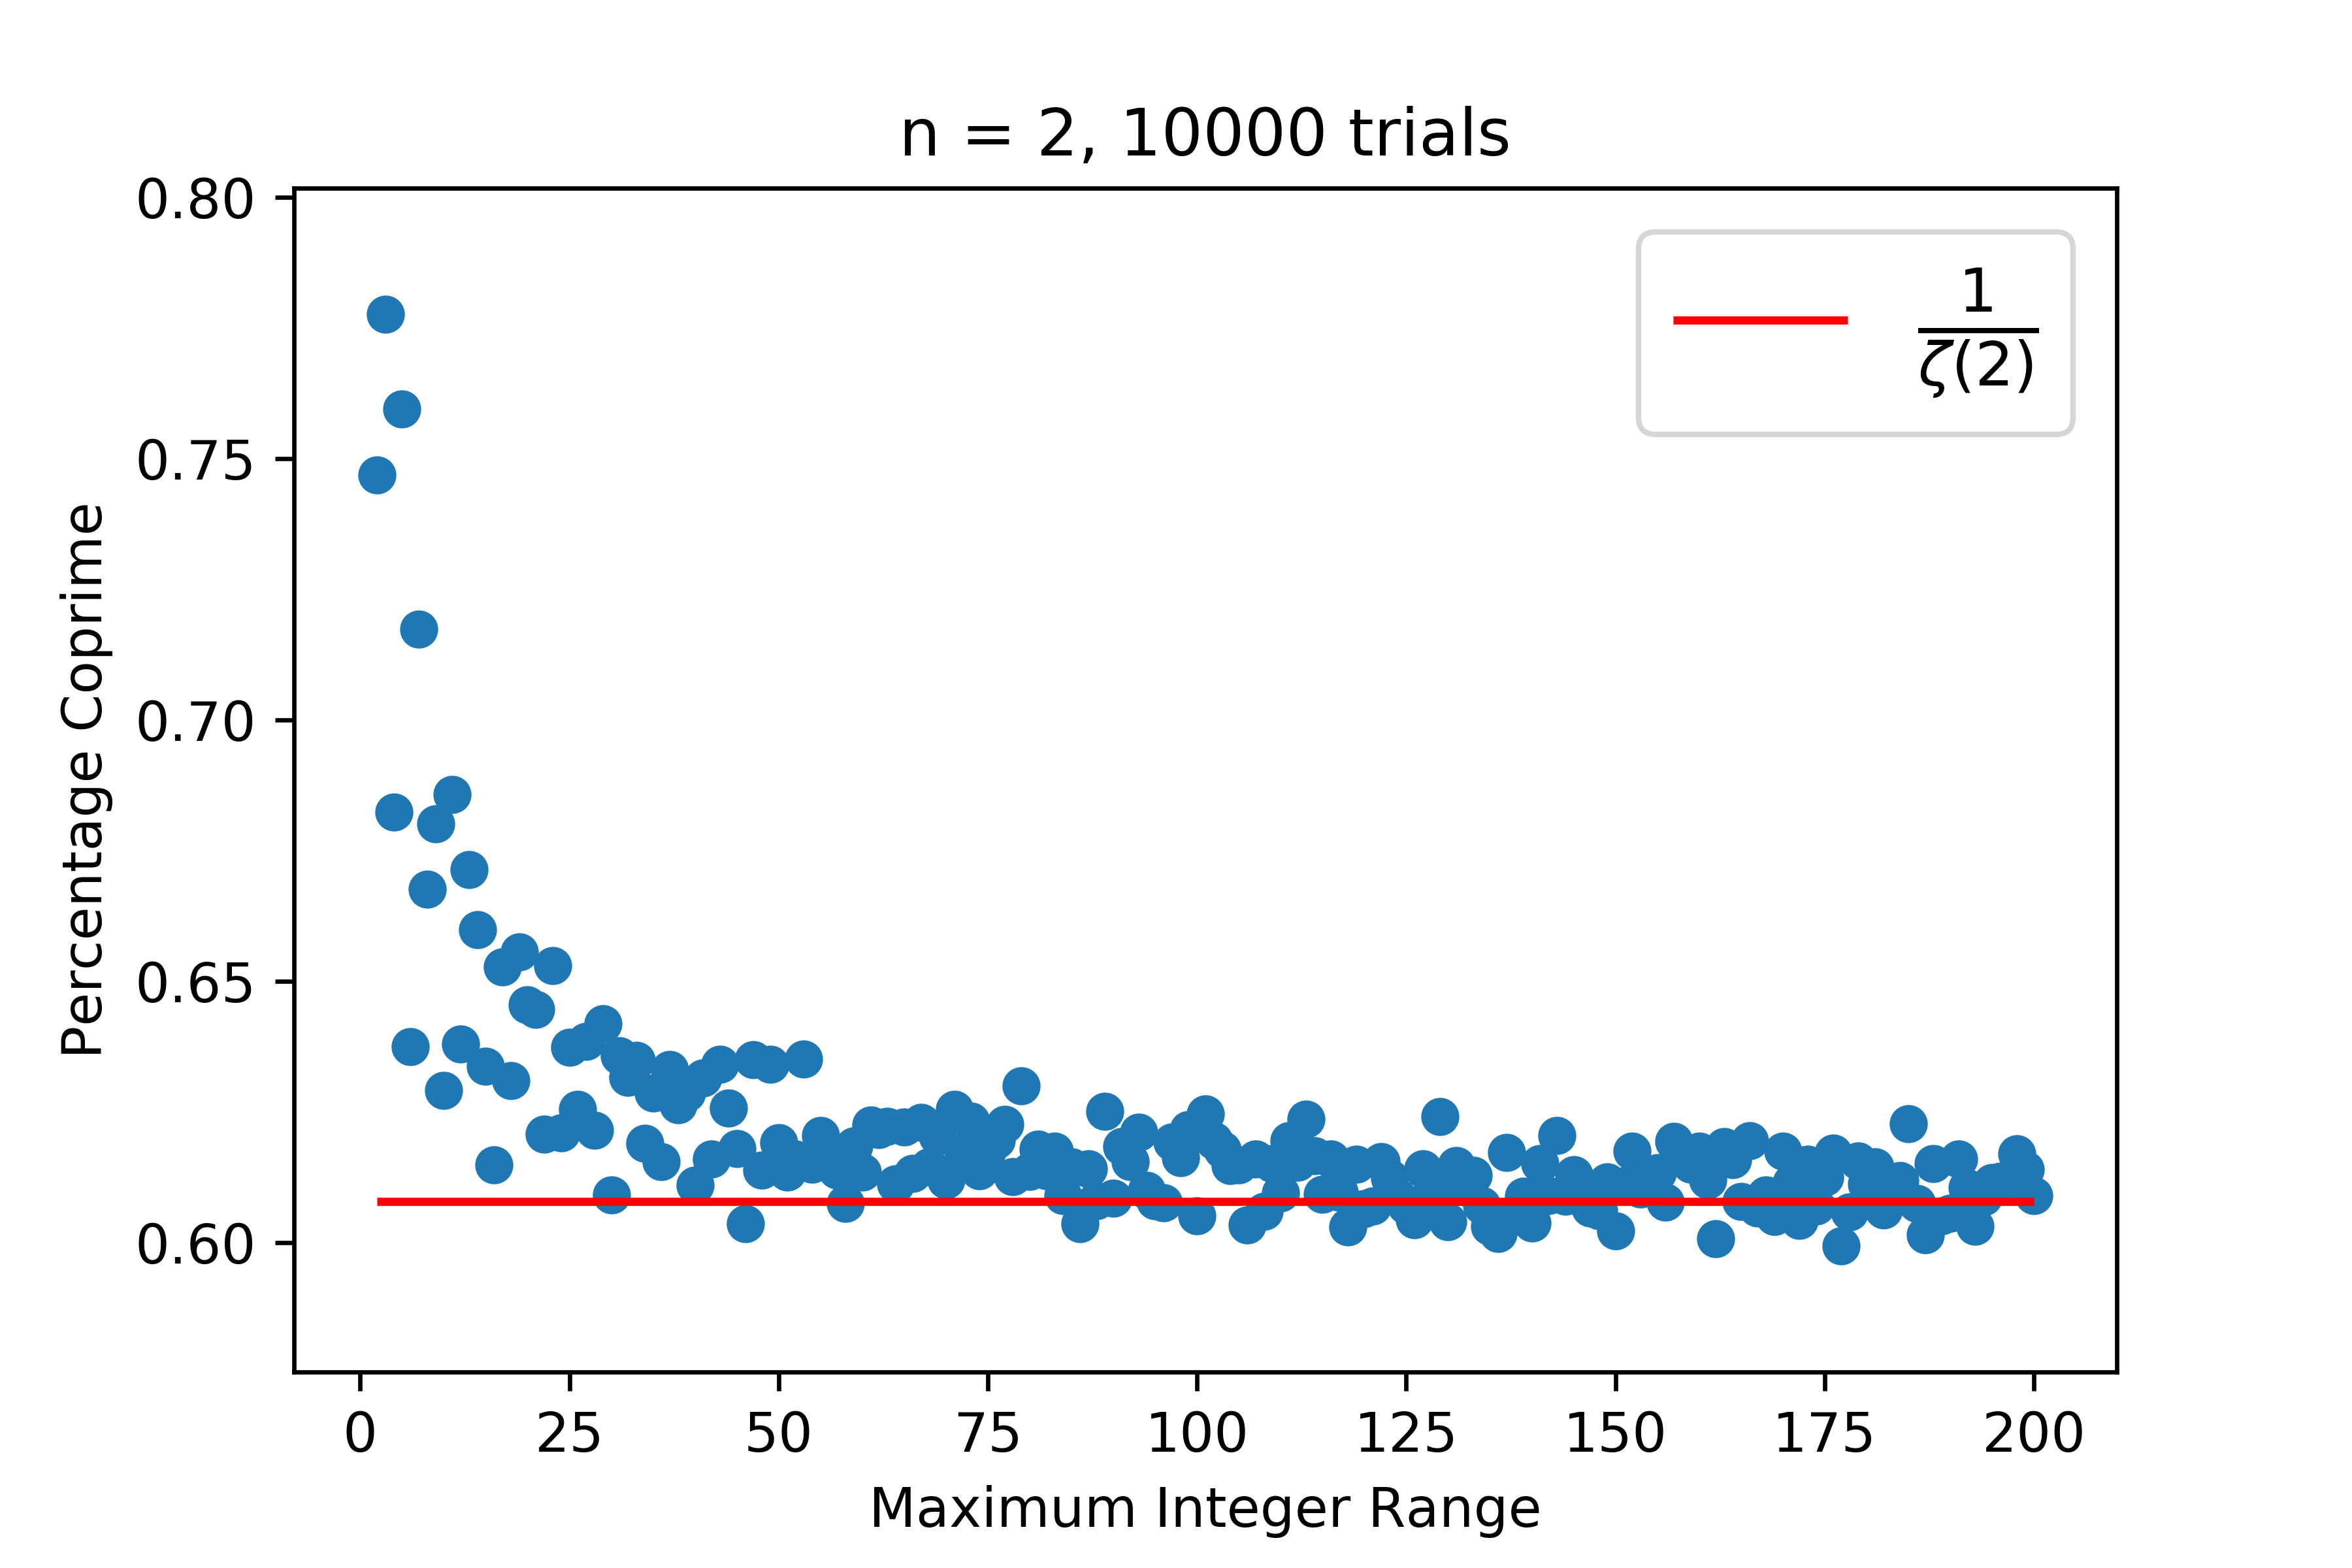 n = 2, 10000 trials
0.80
0.75
0.70
0.65
0.60
Percentage Coprime
1
ζ(2)
0 25 50 75 100 125 150 175 200
Maximum Integer Range